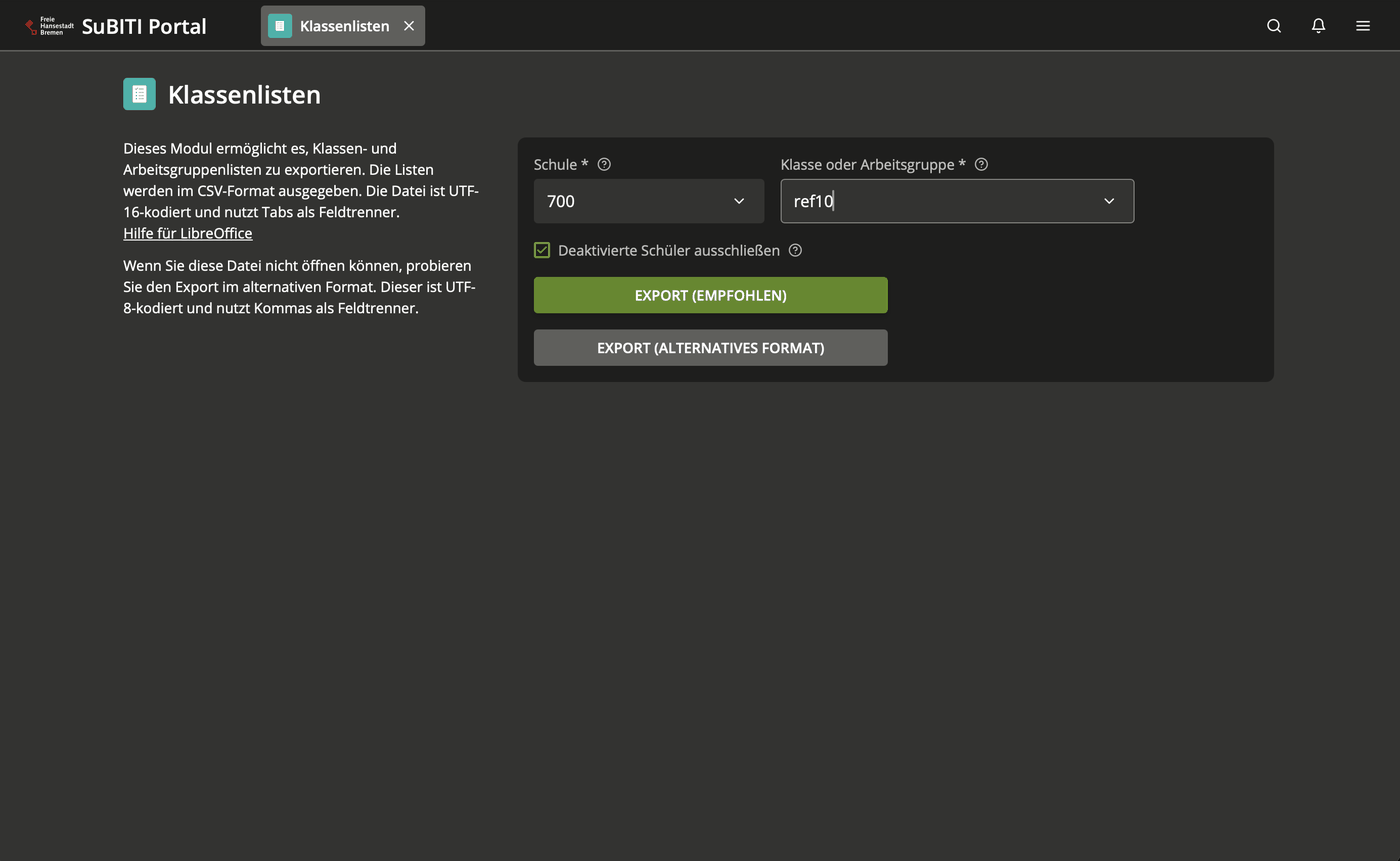 Freie
Hansestadt
Bremen
SuBITI Portal
Klassenlisten
Klassenlisten
Dieses Modul ermöglicht es, Klassen- und
Arbeitsgruppenlisten zu exportieren. Die Listen
werden im CSV-Format ausgegeben. Die Datei ist UTF-
16-kodiert und nutzt Tabs als Feldtrenner.
Hilfe für LibreOffice
Wenn Sie diese Datei nicht öffnen können, probieren
Sie den Export im alternativen Format. Dieser ist UTF-
8-kodiert und nutzt Kommas als Feldtrenner.
Schule *
Klasse oder Arbeitsgruppe *
700
ref10
Deaktivierte Schüler ausschließen
EXPORT (EMPFOHLEN)
EXPORT (ALTERNATIVES FORMAT)